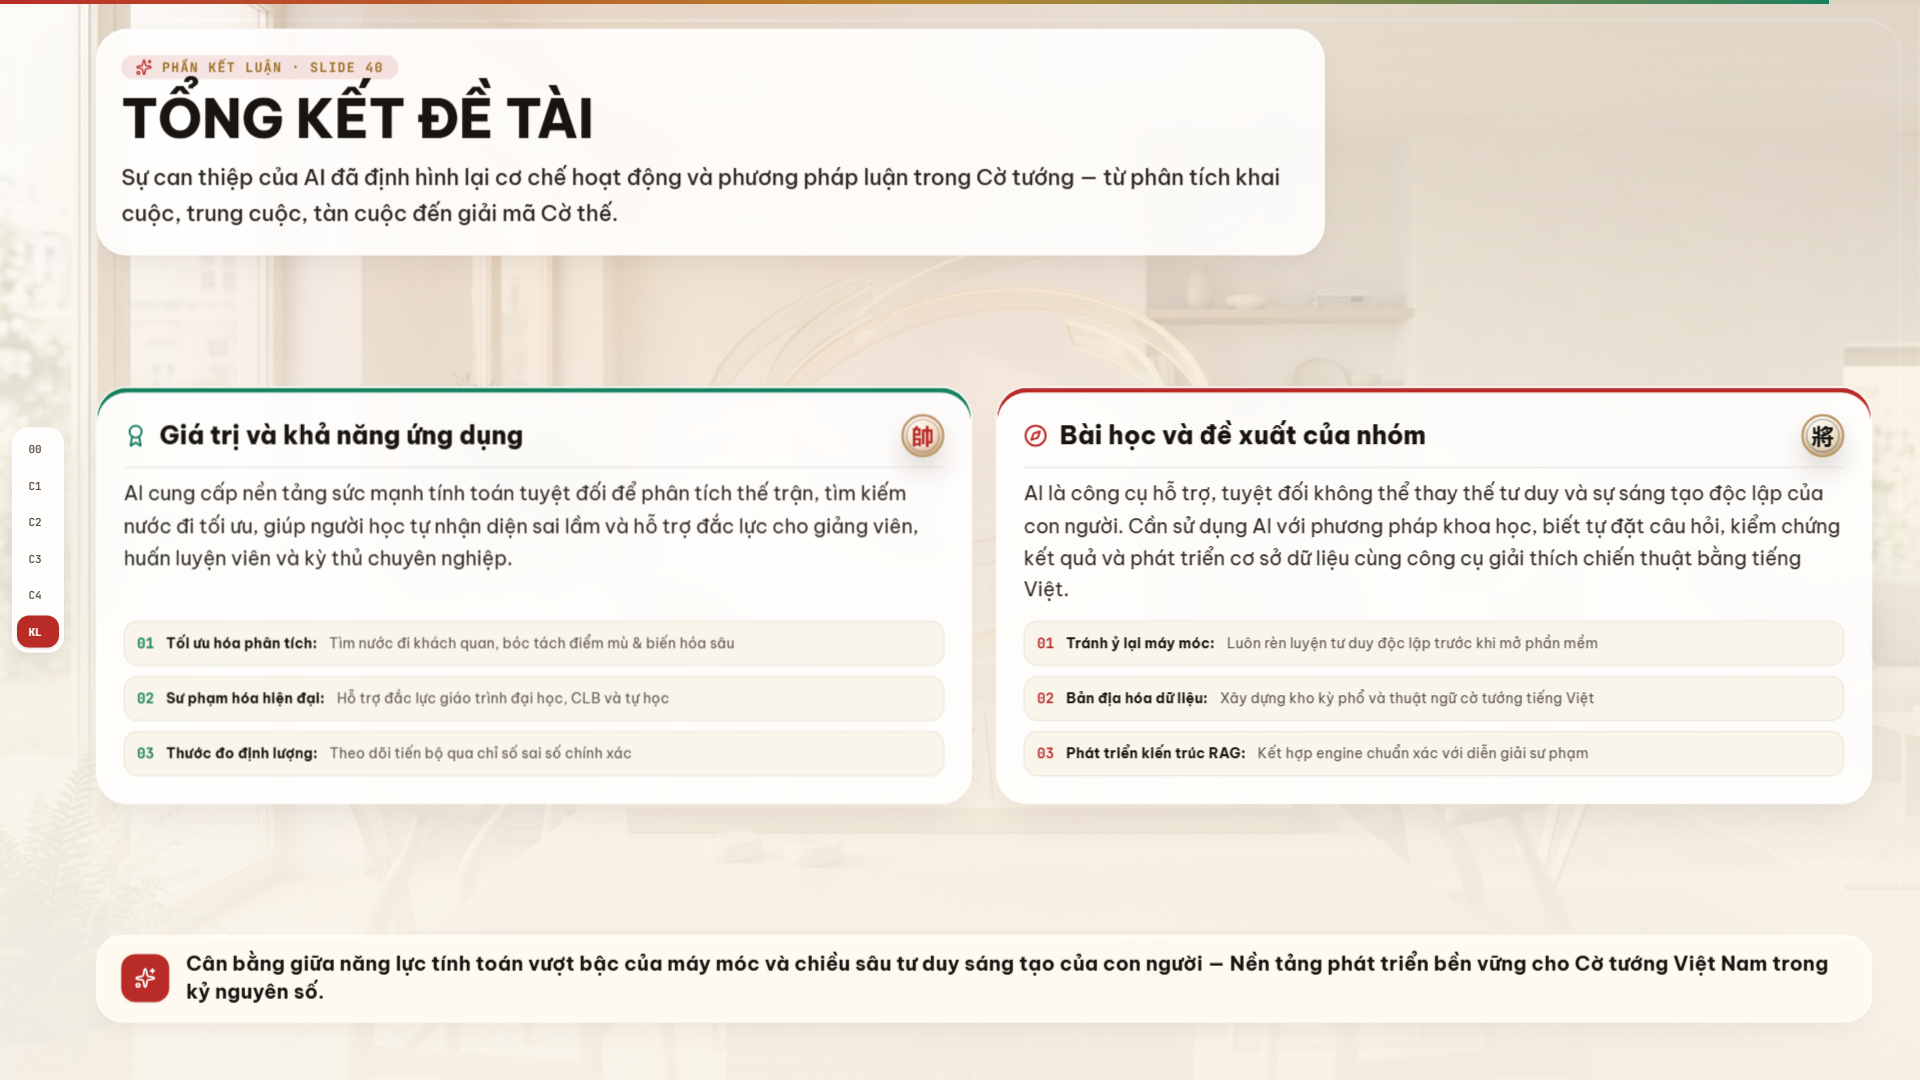 PHẦN KẾT LUẬN · SLIDE 40
TỔNG KẾT ĐỀ TÀI
Sự can thiệp của AI đã định hình lại cơ chế hoạt động và phương pháp luận trong Cờ tướng — từ phân tích khai
cuộc, trung cuộc, tàn cuộc đến giải mã Cờ thế.
00
C1
C2
C3
C4
KL
Giá trị và khả năng ứng dụng
帥
AI cung cấp nền tảng sức mạnh tính toán tuyệt đối để phân tích thế trận, tìm kiếm
nước đi tối ưu, giúp người học tự nhận diện sai lầm và hỗ trợ đắc lực cho giảng viên,
huấn luyện viên và kỳ thủ chuyên nghiệp.
01 Tối ưu hóa phân tích: Tìm nước đi khách quan, bóc tách điểm mù & biến hóa sâu
02 Sư phạm hóa hiện đại: Hỗ trợ đắc lực giáo trình đại học, CLB và tự học
03 Thước đo định lượng: Theo dõi tiến bộ qua chỉ số sai số chính xác
Bài học và đề xuất của nhóm
將
AI là công cụ hỗ trợ, tuyệt đối không thể thay thế tư duy và sự sáng tạo độc lập của
con người. Cần sử dụng AI với phương pháp khoa học, biết tự đặt câu hỏi, kiểm chứng
kết quả và phát triển cơ sở dữ liệu cùng công cụ giải thích chiến thuật bằng tiếng
Việt.
01 Tránh ỷ lại máy móc: Luôn rèn luyện tư duy độc lập trước khi mở phần mềm
02 Bản địa hóa dữ liệu: Xây dựng kho kỳ phổ và thuật ngữ cờ tướng tiếng Việt
03 Phát triển kiến trúc RAG: Kết hợp engine chuẩn xác với diễn giải sư phạm
Cân bằng giữa năng lực tính toán vượt bậc của máy móc và chiều sâu tư duy sáng tạo của con người — Nền tảng phát triển bền vững cho Cờ tướng Việt Nam trong
kỷ nguyên số.